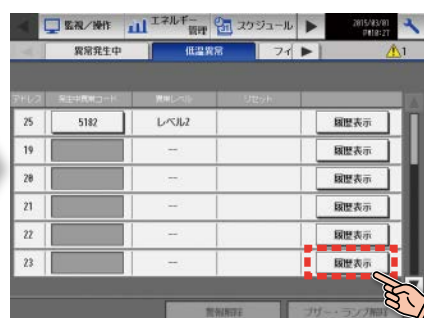 監視/操作 エネルギー管理 スケジュール 2015/03/01 PM10:27
異常発生中 低温異常 フィ 1
アドレス 発生中異常コード 異常レベル リセット
25 5182 レベル2 履歴表示
19 -- 履歴表示
20 -- 履歴表示
21 -- 履歴表示
22 -- 履歴表示
23 -- 履歴表示
警報解除 ブザー・ランプ解除